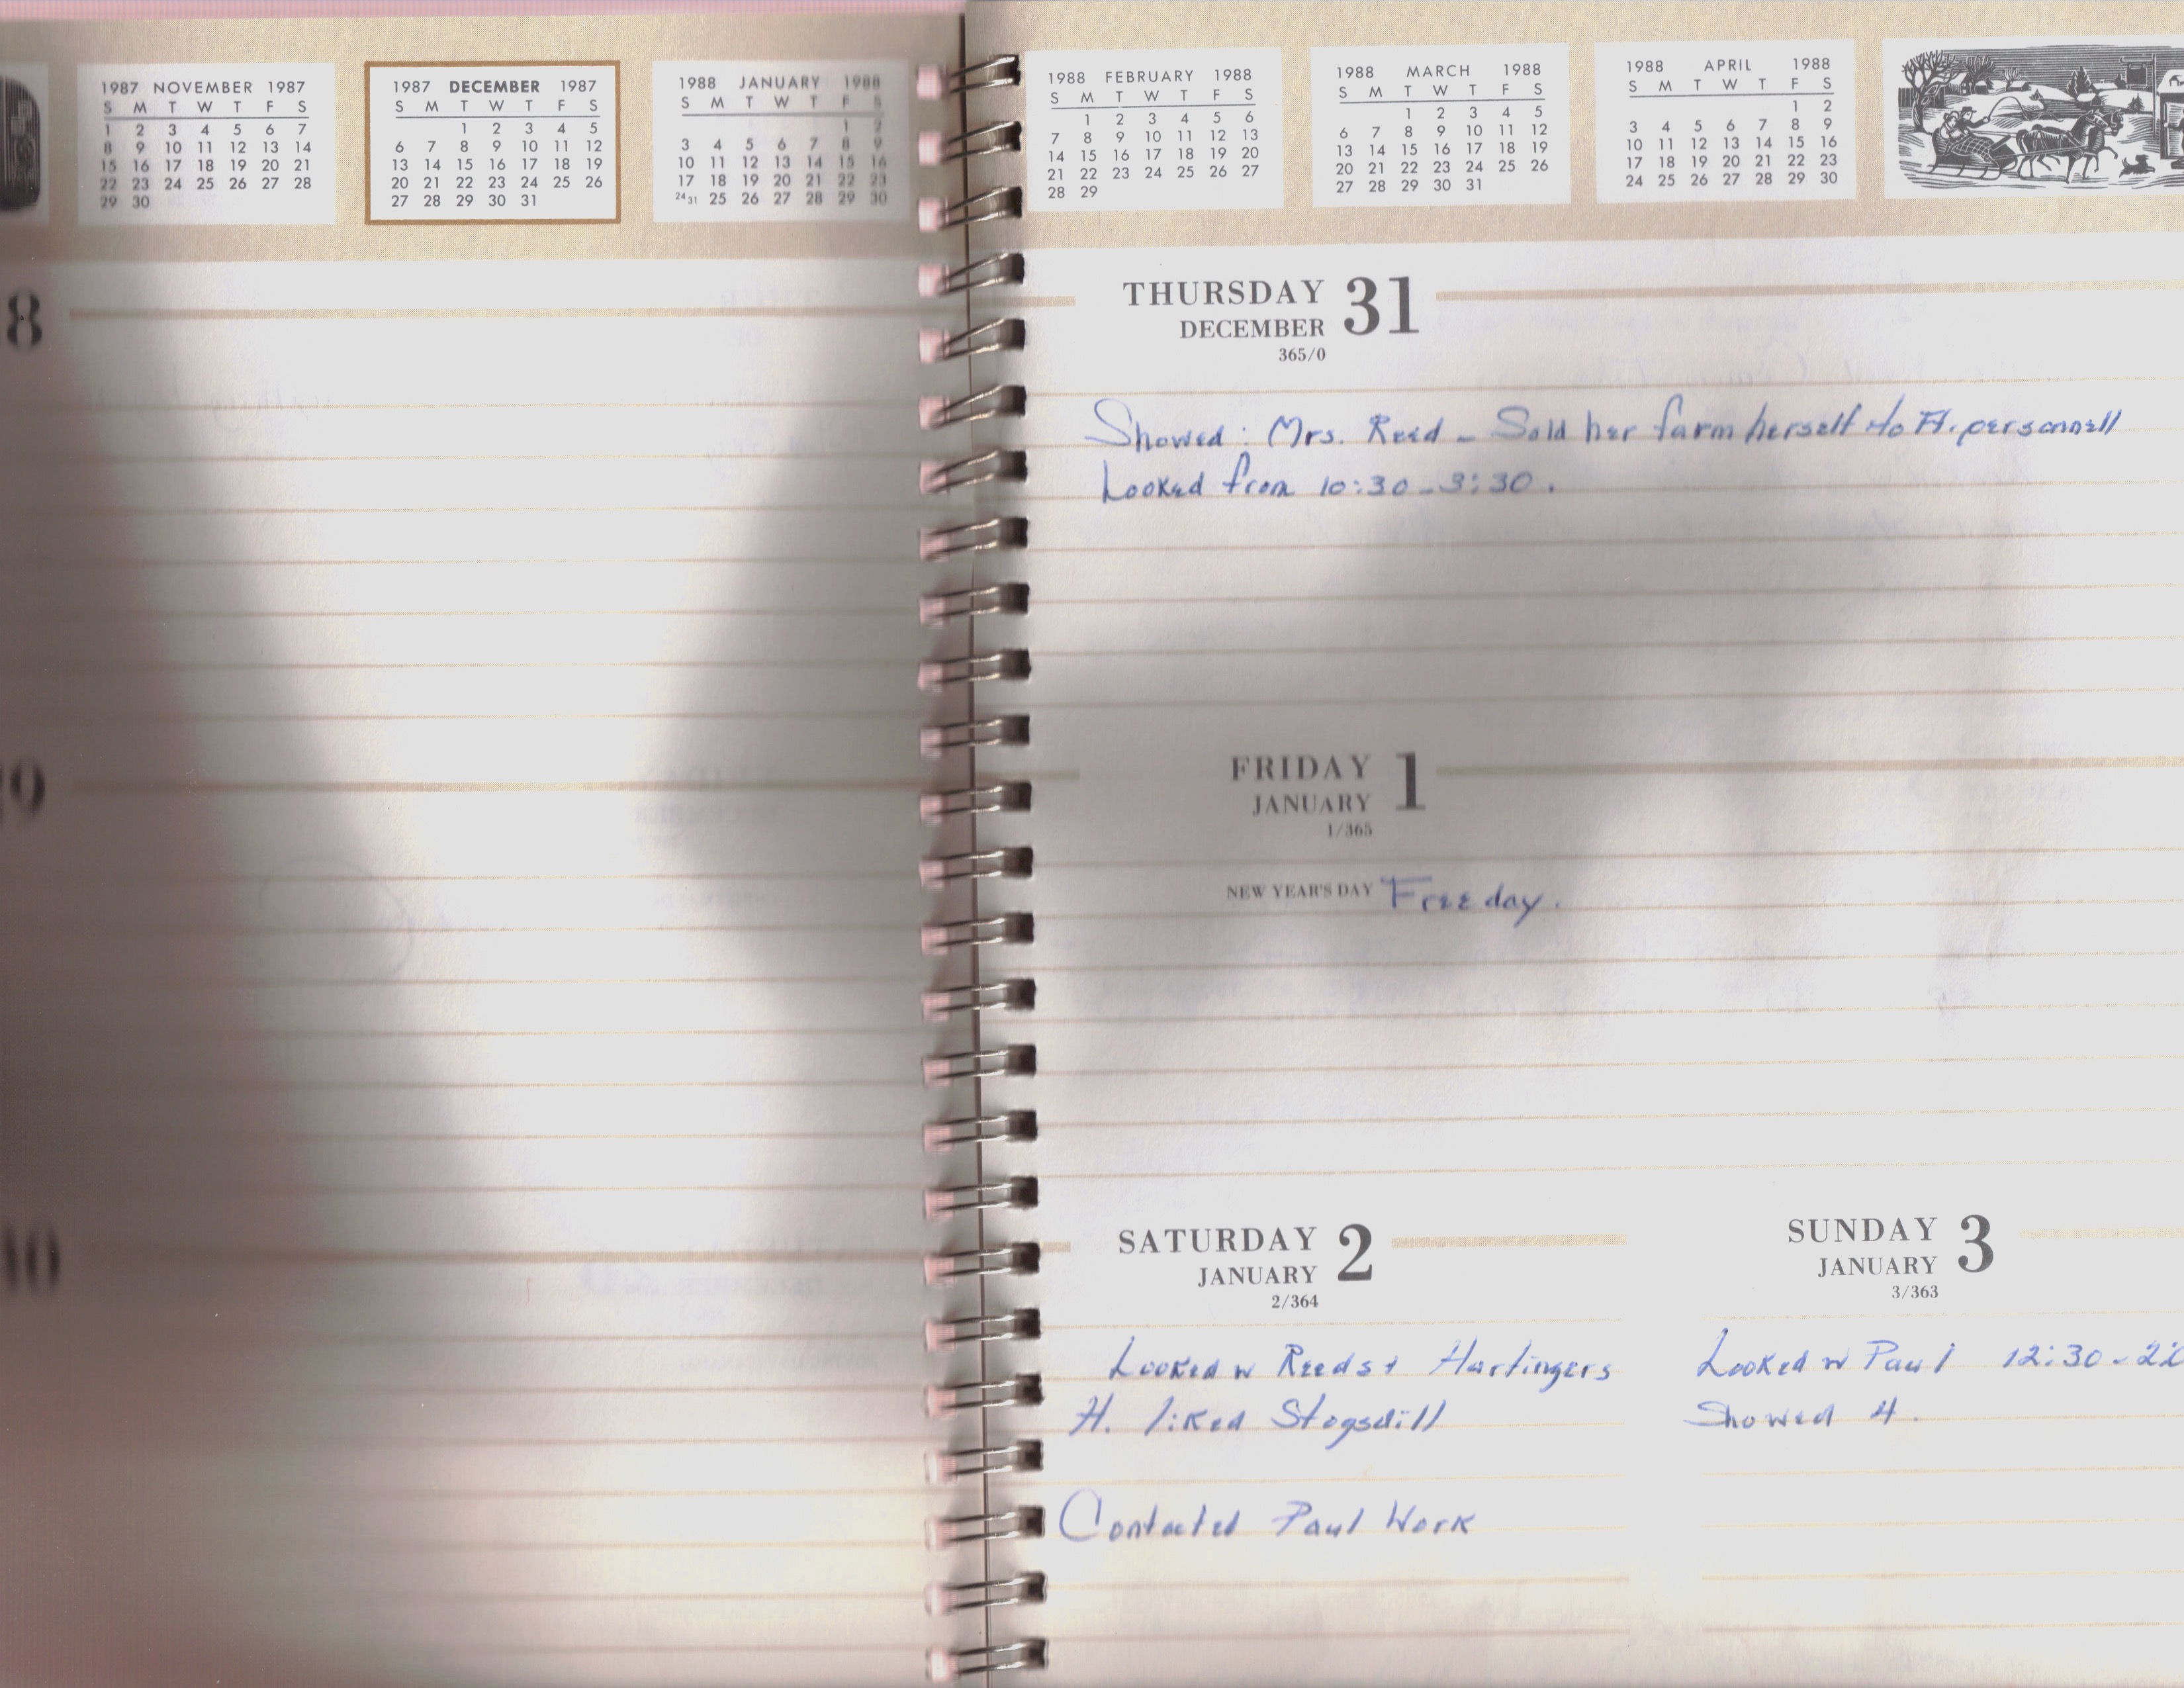 1987 NOVEMBER 1987
S M T W T F S
1 2 3 4 5 6 7
8 9 10 11 12 13 14
15 16 17 18 19 20 21
22 23 24 25 26 27 28
29 30
1987 DECEMBER 1987
S M T W T F S
1 2 3 4 5
6 7 8 9 10 11 12
13 14 15 16 17 18 19
20 21 22 23 24 25 26
27 28 29 30 31
1988 JANUARY 1988
S M T W T F S
1 2
3 4 5 6 7 8 9
10 11 12 13 14 15 16
17 18 19 20 21 22 23
24 31 25 26 27 28 29 30
1988 FEBRUARY 1988
S M T W T F S
1 2 3 4 5 6
7 8 9 10 11 12 13
14 15 16 17 18 19 20
21 22 23 24 25 26 27
28 29
1988 MARCH 1988
S M T W T F S
1 2 3 4 5
6 7 8 9 10 11 12
13 14 15 16 17 18 19
20 21 22 23 24 25 26
27 28 29 30 31
1988 APRIL 1988
S M T W T F S
1 2
3 4 5 6 7 8 9
10 11 12 13 14 15 16
17 18 19 20 21 22 23
24 25 26 27 28 29 30
8
9
10
THURSDAY 31
DECEMBER
365/0
Showed: Mrs. Reed - Sold her farm herself to Ft. personnell
Looked from 10:30-3:30.
FRIDAY 1
JANUARY
1/365
NEW YEAR'S DAY Free day.
SATURDAY 2
JANUARY
2/364
Looked w Reeds + Hartingers
H. liked Stogsdill
Contacted Paul Work
SUNDAY 3
JANUARY
3/363
Looked w Paul 12:30-2:0
Showed 4.